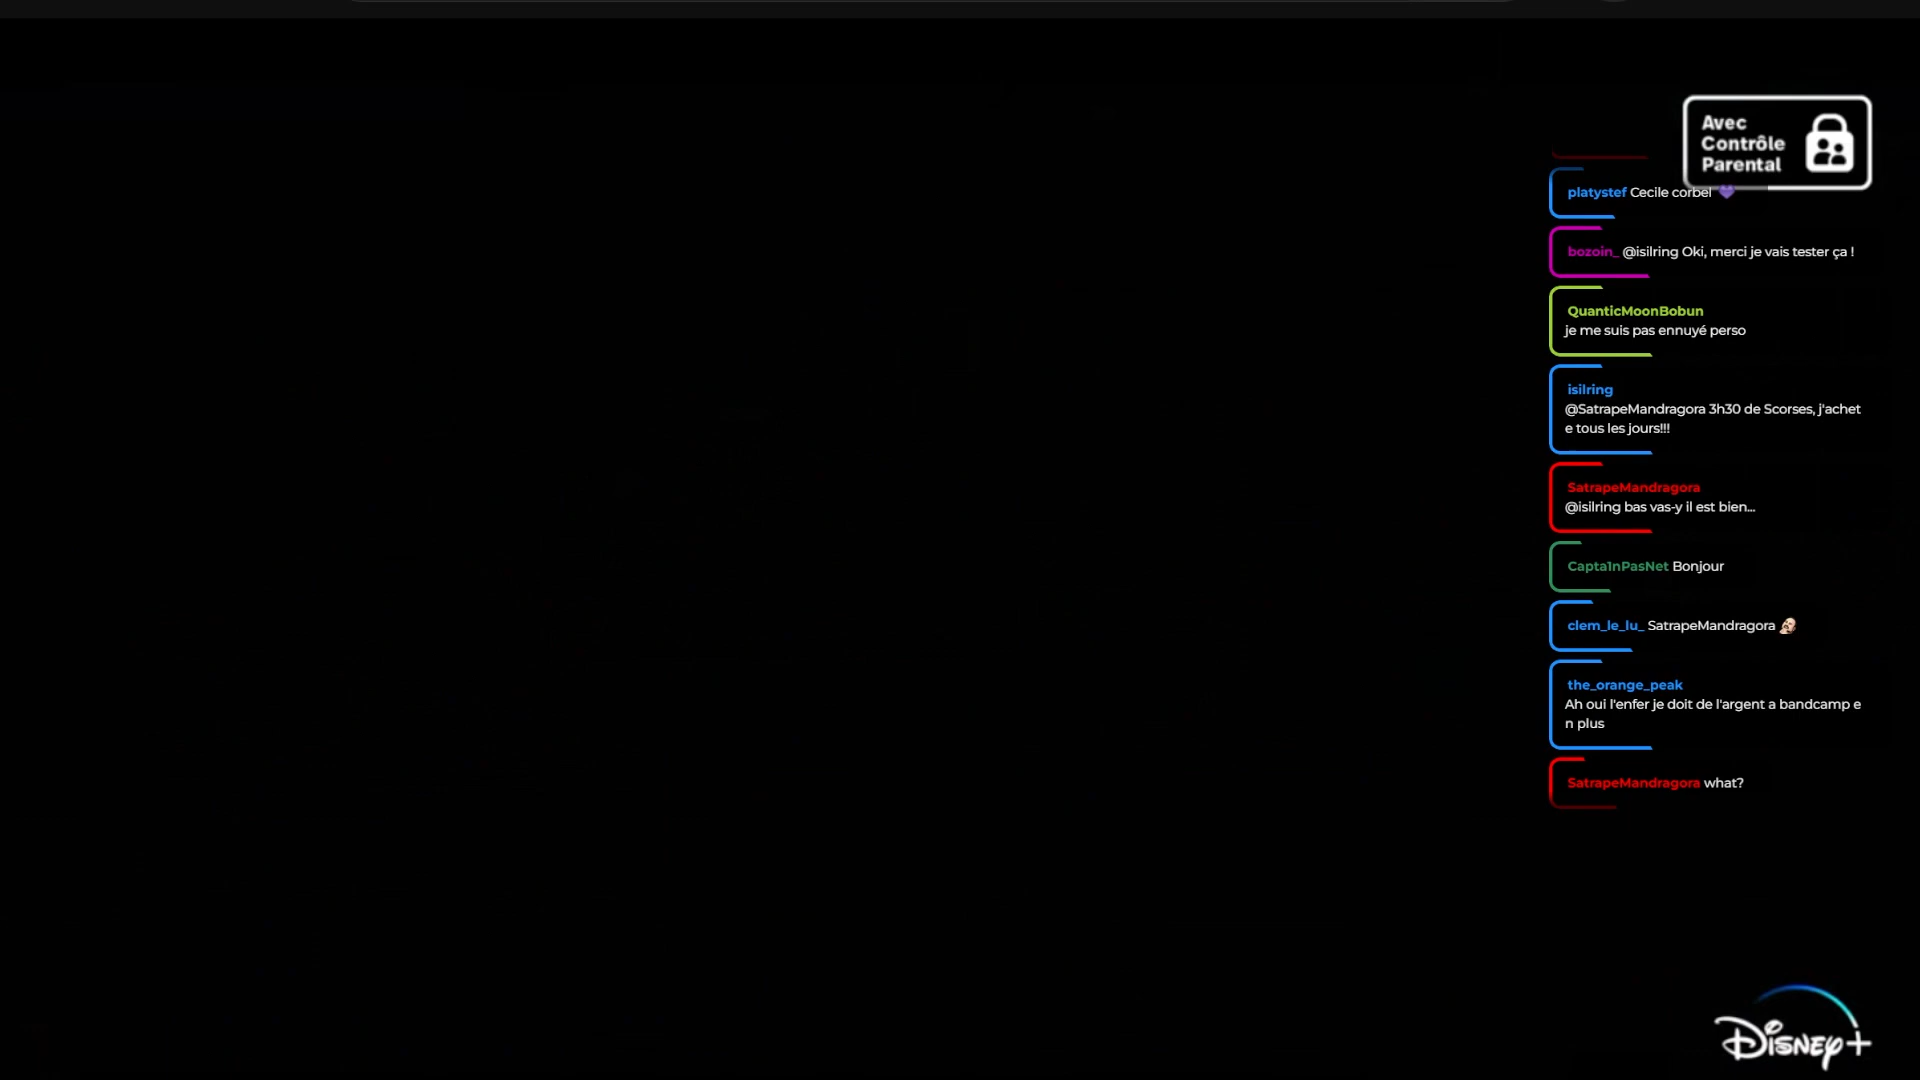 Avec
Contrôle
Parental
platystef Cecile corbel
bozoin_ @isilring Oki, merci je vais tester ça !
QuanticMoonBobun
je me suis pas ennuyé perso
isilring
@SatrapeMandragora 3h30 de Scorses, j'achet
e tous les jours!!!
SatrapeMandragora
@isilring bas vas-y il est bien...
Capta1nPasNet Bonjour
clem_le_lu_ SatrapeMandragora
the_orange_peak
Ah oui l'enfer je doit de l'argent a bandcamp e
n plus
SatrapeMandragora what?
Disney+